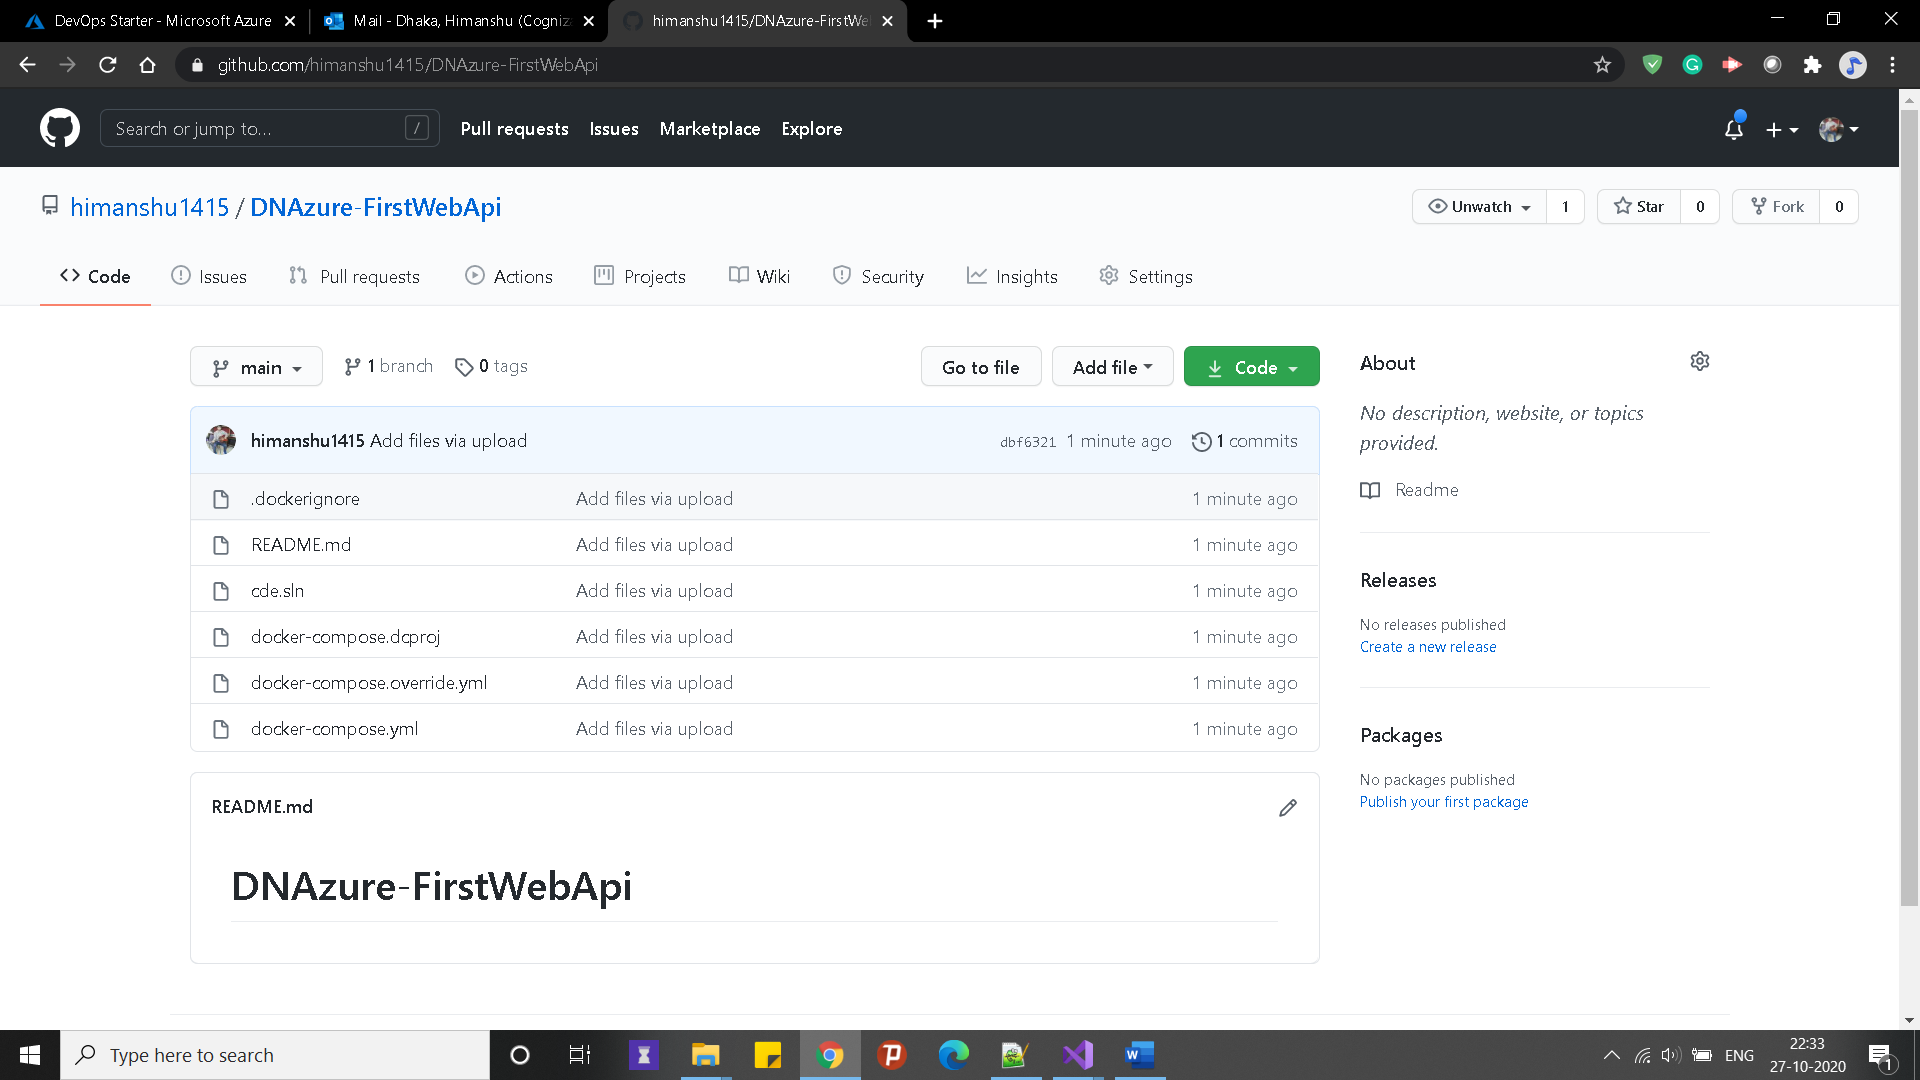 DevOps Starter - Microsoft Azure
Mail - Dhaka, Himanshu (Cogniz
himanshu1415/DNAzure-FirstWeb
github.com/himanshu1415/DNAzure-FirstWebApi
Search or jump to... /
Pull requests Issues Marketplace Explore
himanshu1415 / DNAzure-FirstWebApi
Unwatch 1 Star 0 Fork 0
Code Issues Pull requests Actions Projects Wiki Security Insights Settings
main 1 branch 0 tags
Go to file Add file Code
About
No description, website, or topics
provided.
Readme
himanshu1415 Add files via upload dbf6321 1 minute ago 1 commits
.dockerignore Add files via upload 1 minute ago
README.md Add files via upload 1 minute ago
cde.sln Add files via upload 1 minute ago
docker-compose.dcproj Add files via upload 1 minute ago
docker-compose.override.yml Add files via upload 1 minute ago
docker-compose.yml Add files via upload 1 minute ago
Releases
No releases published
Create a new release
Packages
No packages published
Publish your first package
README.md
DNAzure-FirstWebApi
Type here to search
ENG
22:33
27-10-2020
1